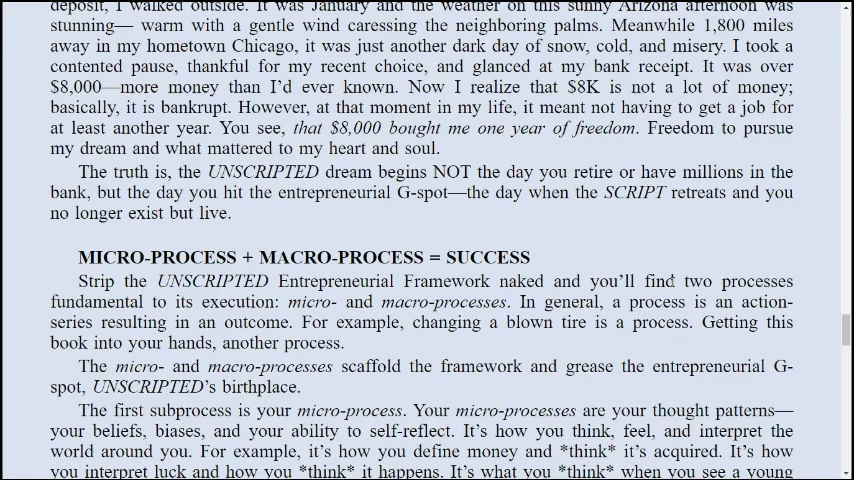 deposit, I walked outside. It was January and the weather on this sunny Arizona afternoon was
stunning— warm with a gentle wind caressing the neighboring palms. Meanwhile 1,800 miles
away in my hometown Chicago, it was just another dark day of snow, cold, and misery. I took a
contented pause, thankful for my recent choice, and glanced at my bank receipt. It was over
$8,000—more money than I’d ever known. Now I realize that $8K is not a lot of money;
basically, it is bankrupt. However, at that moment in my life, it meant not having to get a job for
at least another year. You see, that $8,000 bought me one year of freedom. Freedom to pursue
my dream and what mattered to my heart and soul.
The truth is, the UNSCRIPTED dream begins NOT the day you retire or have millions in the
bank, but the day you hit the entrepreneurial G-spot—the day when the SCRIPT retreats and you
no longer exist but live.
MICRO-PROCESS + MACRO-PROCESS = SUCCESS
Strip the UNSCRIPTED Entrepreneurial Framework naked and you’ll find two processes
fundamental to its execution: micro- and macro-processes. In general, a process is an action-
series resulting in an outcome. For example, changing a blown tire is a process. Getting this
book into your hands, another process.
The micro- and macro-processes scaffold the framework and grease the entrepreneurial G-
spot, UNSCRIPTED’s birthplace.
The first subprocess is your micro-process. Your micro-processes are your thought patterns—
your beliefs, biases, and your ability to self-reflect. It’s how you think, feel, and interpret the
world around you. For example, it’s how you define money and *think* it’s acquired. It’s how
you interpret luck and how you *think* it happens. It’s what you *think* when you see a young